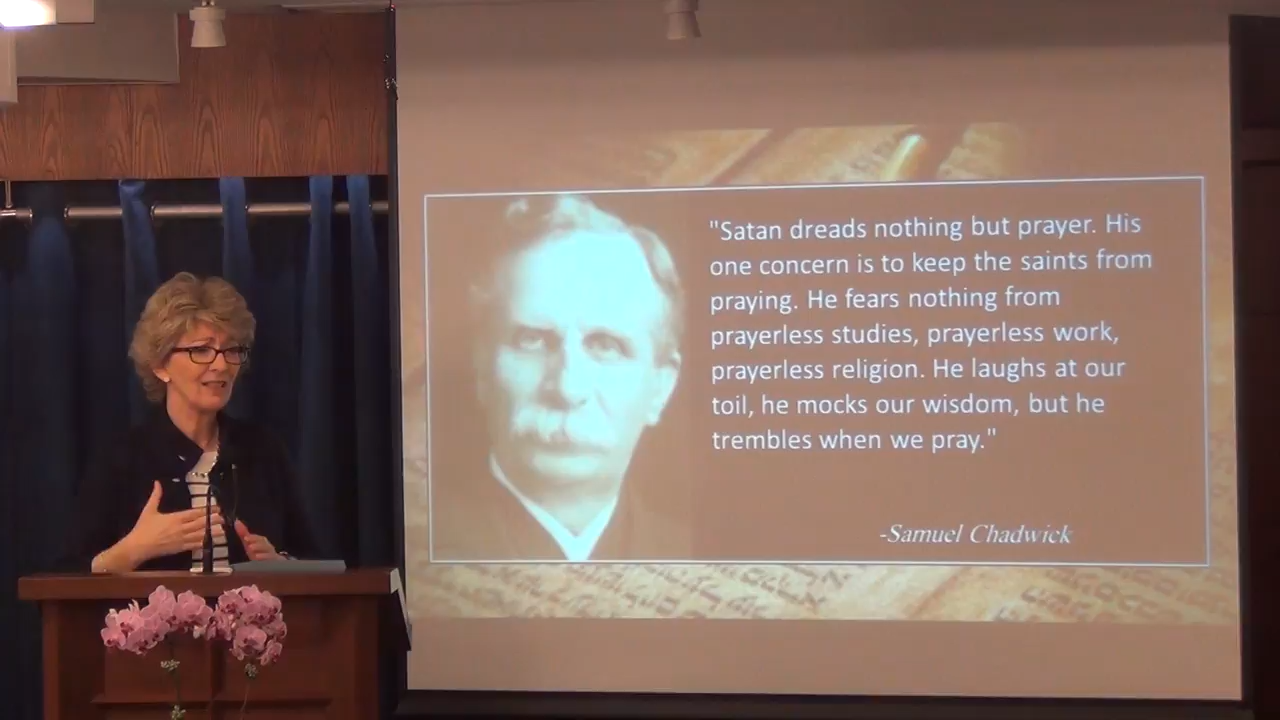 "Satan dreads nothing but prayer. His
one concern is to keep the saints from
praying. He fears nothing from
prayerless studies, prayerless work,
prayerless religion. He laughs at our
toil, he mocks our wisdom, but he
trembles when we pray."
-Samuel Chadwick